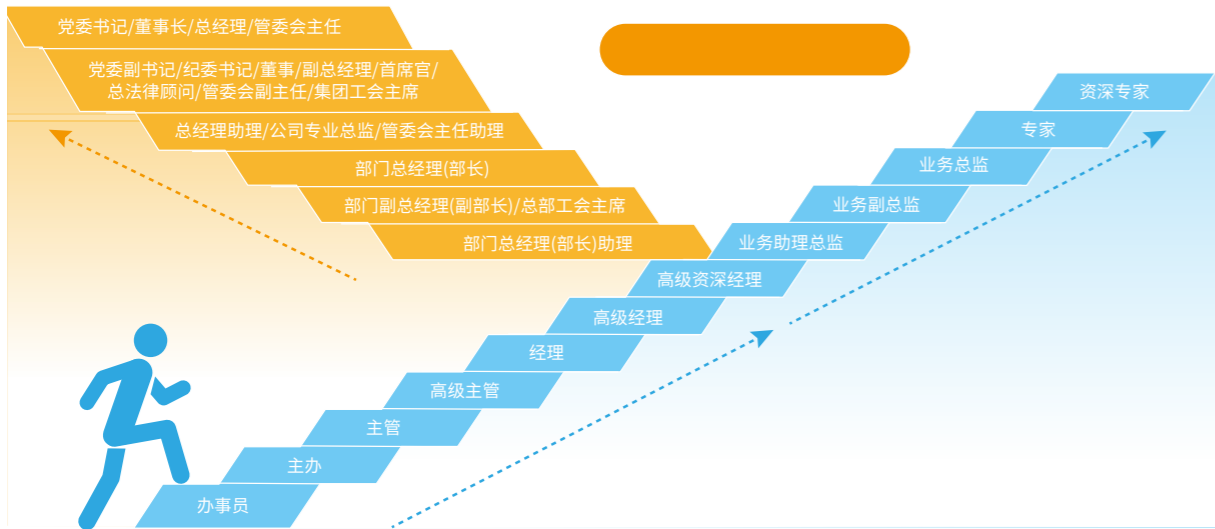 党委书记/董事长/总经理/管委会主任
党委副书记/纪委书记/董事/副总经理/首席官/
总法律顾问/管委会副主任/集团工会主席
总经理助理/公司专业总监/管委会主任助理
部门总经理(部长)
部门副总经理(副部长)/总部工会主席
部门总经理(部长)助理
资深专家
专家
业务总监
业务副总监
业务助理总监
高级资深经理
高级经理
经理
高级主管
主管
主办
办事员